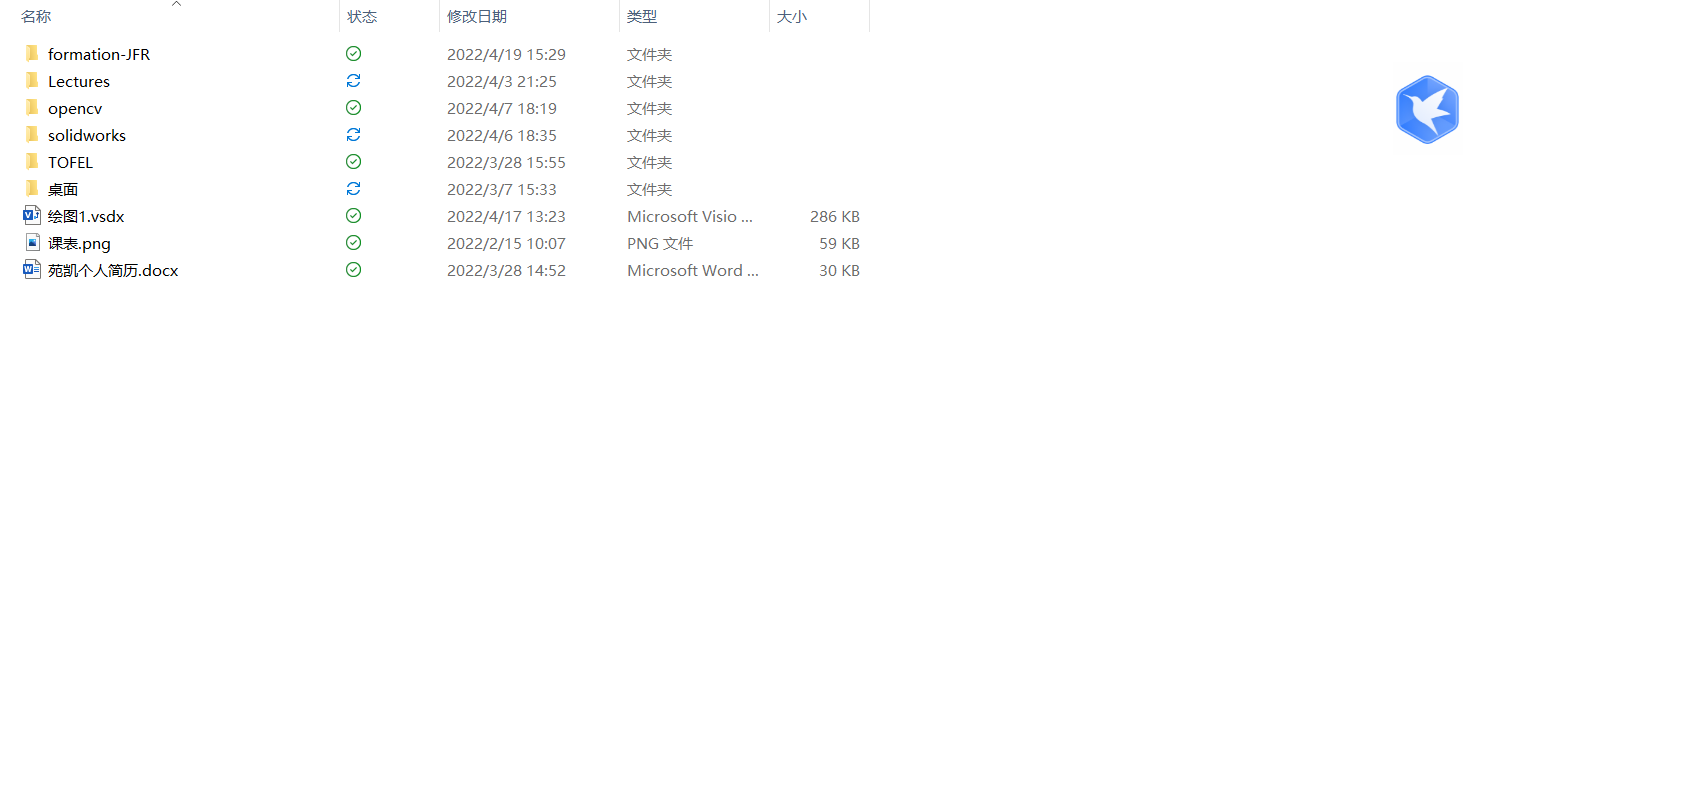 名称 状态 修改日期 类型 大小
formation-JFR 2022/4/19 15:29 文件夹
Lectures 2022/4/3 21:25 文件夹
opencv 2022/4/7 18:19 文件夹
solidworks 2022/4/6 18:35 文件夹
TOFEL 2022/3/28 15:55 文件夹
桌面 2022/3/7 15:33 文件夹
绘图1.vsdx 2022/4/17 13:23 Microsoft Visio ... 286 KB
课表.png 2022/2/15 10:07 PNG 文件 59 KB
苑凯个人简历.docx 2022/3/28 14:52 Microsoft Word ... 30 KB